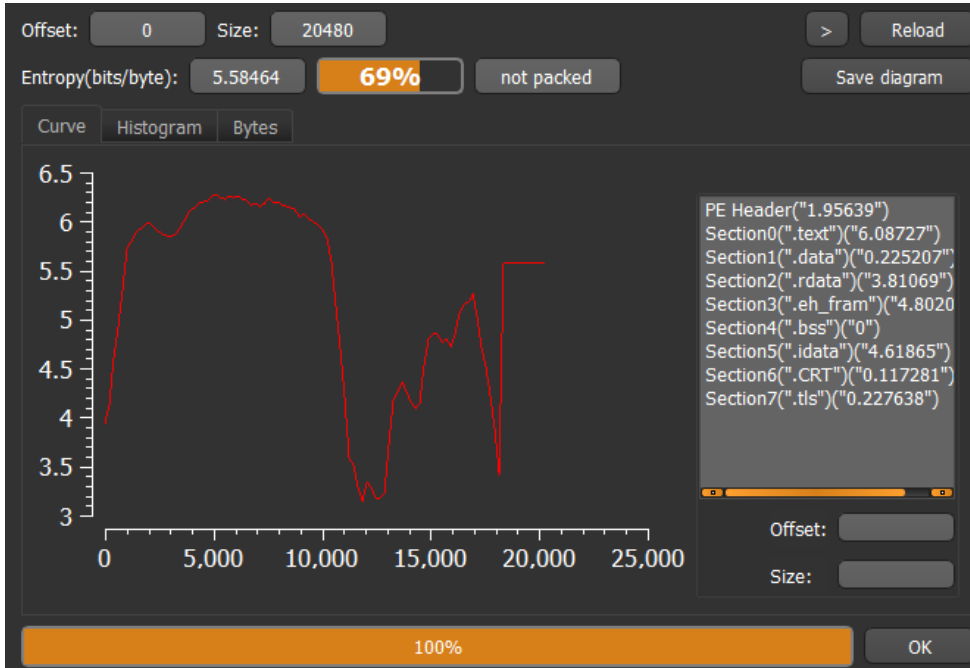 Offset: 0 Size: 20480 > Reload
Entropy(bits/byte): 5.58464 69% not packed Save diagram
Curve Histogram Bytes
6.5
6
5.5
5
4.5
4
3.5
3
0 5,000 10,000 15,000 20,000 25,000
PE Header("1.95639")
Section0(".text")("6.08727")
Section1(".data")("0.225207")
Section2(".rdata")("3.81069")
Section3(".eh_fram")("4.8020
Section4(".bss")("0")
Section5(".idata")("4.61865")
Section6(".CRT")("0.117281")
Section7(".tls")("0.227638")
Offset:
Size:
100% OK